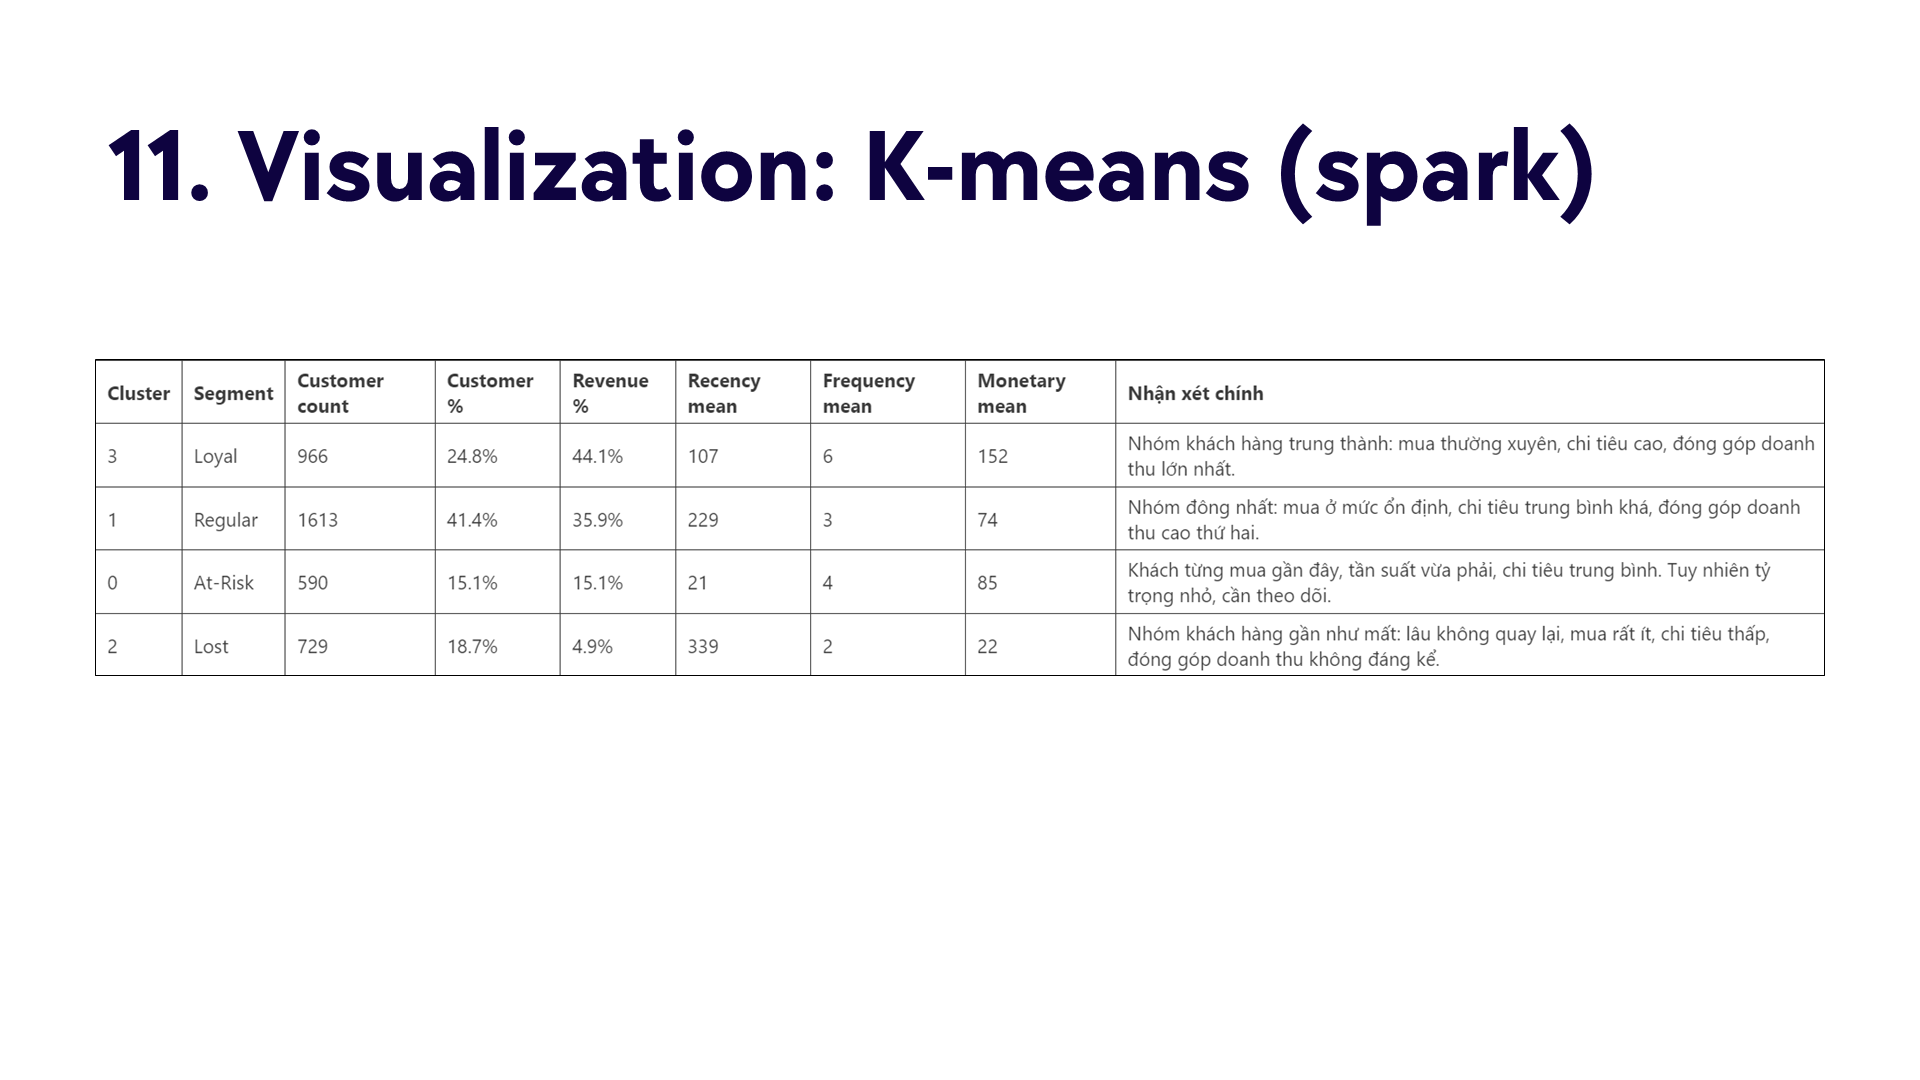 11. Visualization: K-means (spark)
Cluster Segment Customer count Customer % Revenue % Recency mean Frequency mean Monetary mean Nhận xét chính
3 Loyal 966 24.8% 44.1% 107 6 152 Nhóm khách hàng trung thành: mua thường xuyên, chi tiêu cao, đóng góp doanh
thu lớn nhất.
1 Regular 1613 41.4% 35.9% 229 3 74 Nhóm đông nhất: mua ở mức ổn định, chi tiêu trung bình khá, đóng góp doanh
thu cao thứ hai.
0 At-Risk 590 15.1% 15.1% 21 4 85 Khách từng mua gần đây, tần suất vừa phải, chi tiêu trung bình. Tuy nhiên tỷ
trọng nhỏ, cần theo dõi.
2 Lost 729 18.7% 4.9% 339 2 22 Nhóm khách hàng gần như mất: lâu không quay lại, mua rất ít, chi tiêu thấp,
đóng góp doanh thu không đáng kể.